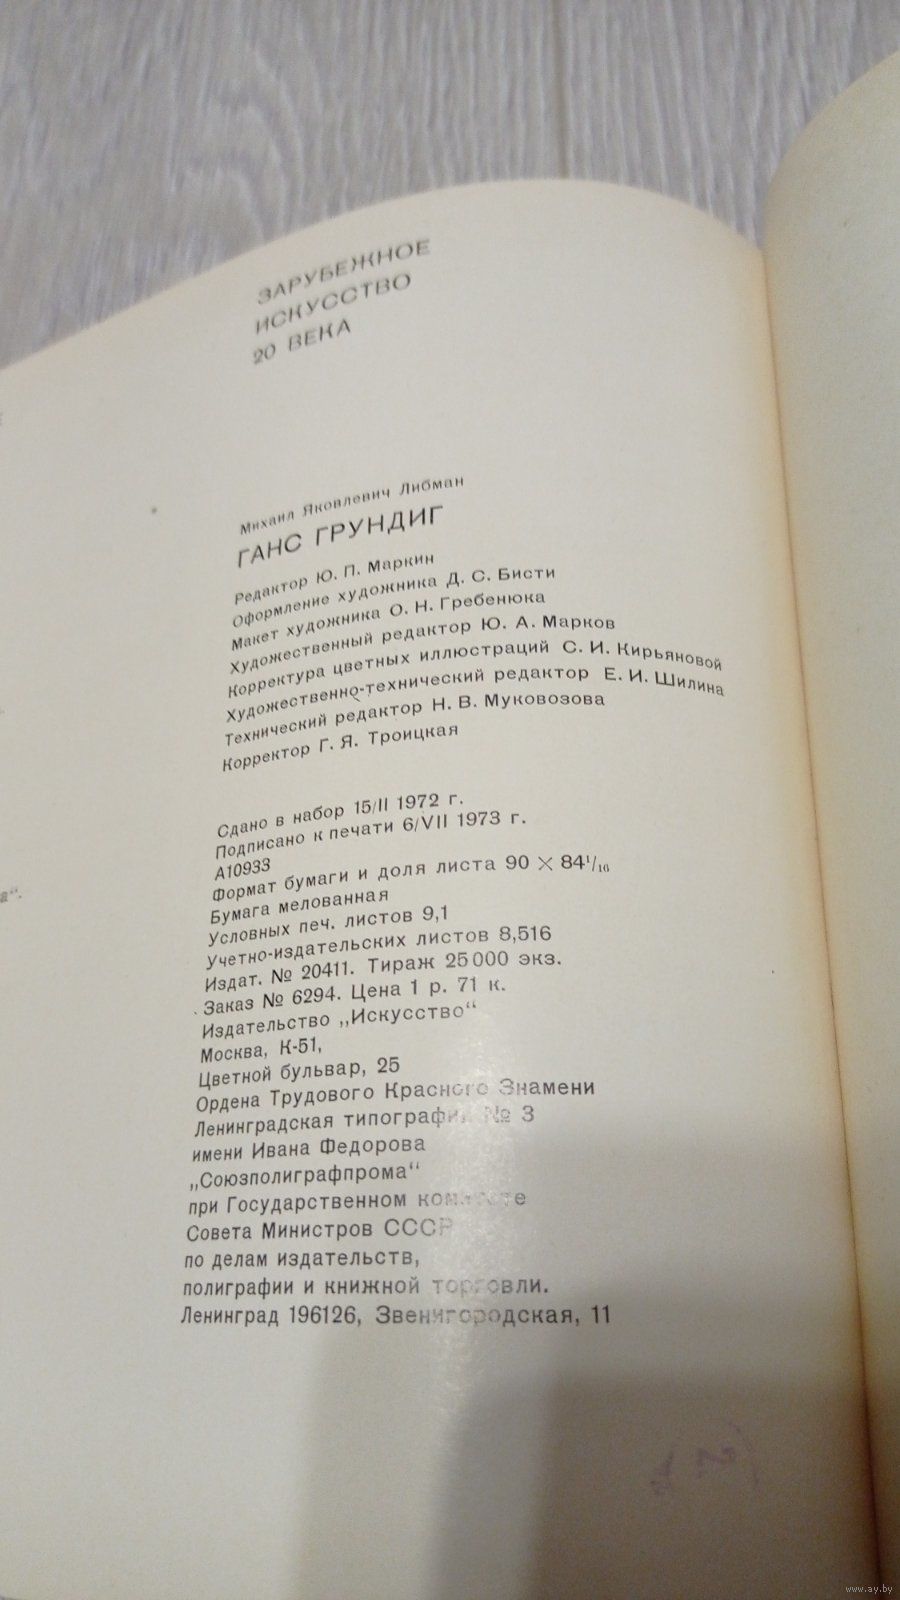 ЗАРУБЕЖНОЕ
ИСКУССТВО
20 ВЕКА
Михаил Яковлевич Либман
ГАНС ГРУНДИГ
Редактор Ю. П. Маркин
Оформление художника Д. С. Бисти
Макет художника О. Н. Гребенюка
Художественный редактор Ю. А. Марков
Корректура цветных иллюстраций С. И. Кирьяновой
Художественно-технический редактор Е. И. Шилина
Технический редактор Н. В. Муковозова
Корректор Г. Я. Троицкая
Сдано в набор 15/II 1972 г.
Подписано к печати 6/VII 1973 г.
А10933
Формат бумаги и доля листа 90 × 84¹/₁₆
Бумага мелованная
Условных печ. листов 9,1
Учетно-издательских листов 8,516
Издат. № 20411. Тираж 25 000 экз.
Заказ № 6294. Цена 1 р. 71 к.
Издательство „Искусство“
Москва, К-51,
Цветной бульвар, 25
Ордена Трудового Красного Знамени
Ленинградская типография № 3
имени Ивана Федорова
„Союзполиграфпрома“
при Государственном комитете
Совета Министров СССР
по делам издательств,
полиграфии и книжной торговли.
Ленинград 196126, Звенигородская, 11
www.ay.by